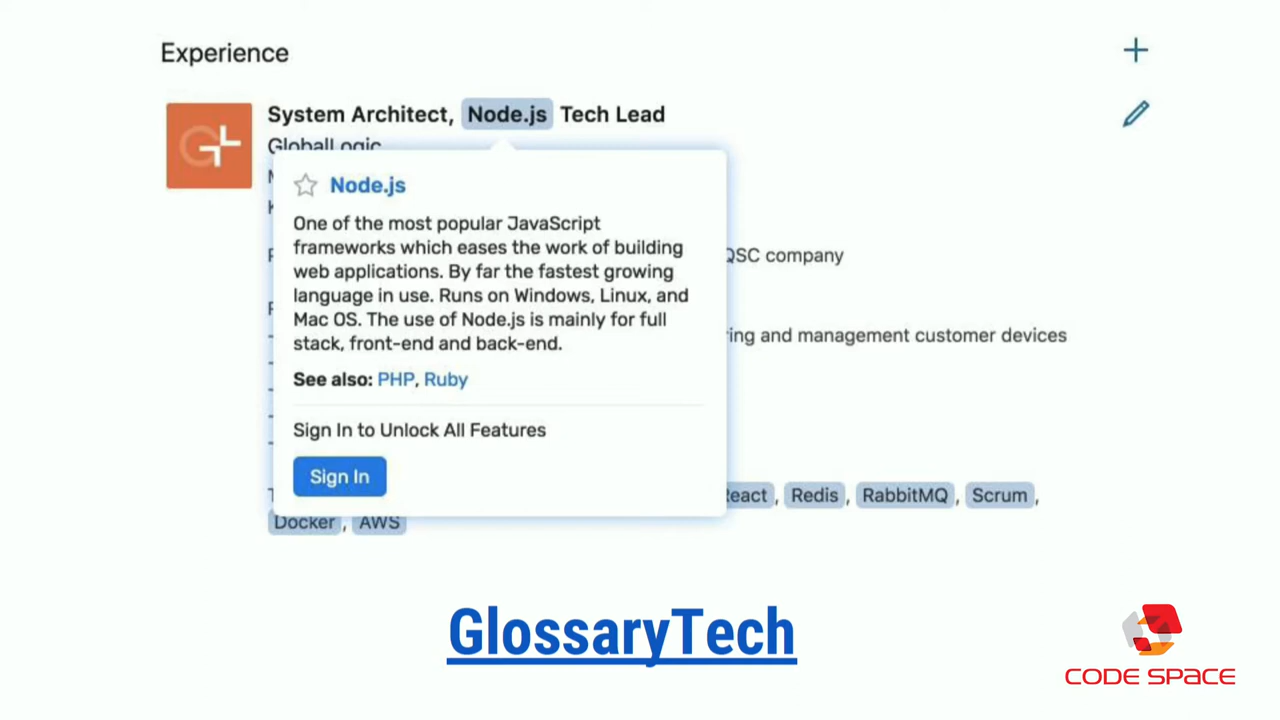 Experience
System Architect, Node.js Tech Lead
GlobalLogic
Node.js
One of the most popular JavaScript
frameworks which eases the work of building
web applications. By far the fastest growing
language in use. Runs on Windows, Linux, and
Mac OS. The use of Node.js is mainly for full
stack, front-end and back-end.
See also: PHP, Ruby
Sign In to Unlock All Features
Sign In
QSC company
ring and management customer devices
React, Redis, RabbitMQ, Scrum,
Docker, AWS
GlossaryTech
CODE SPACE